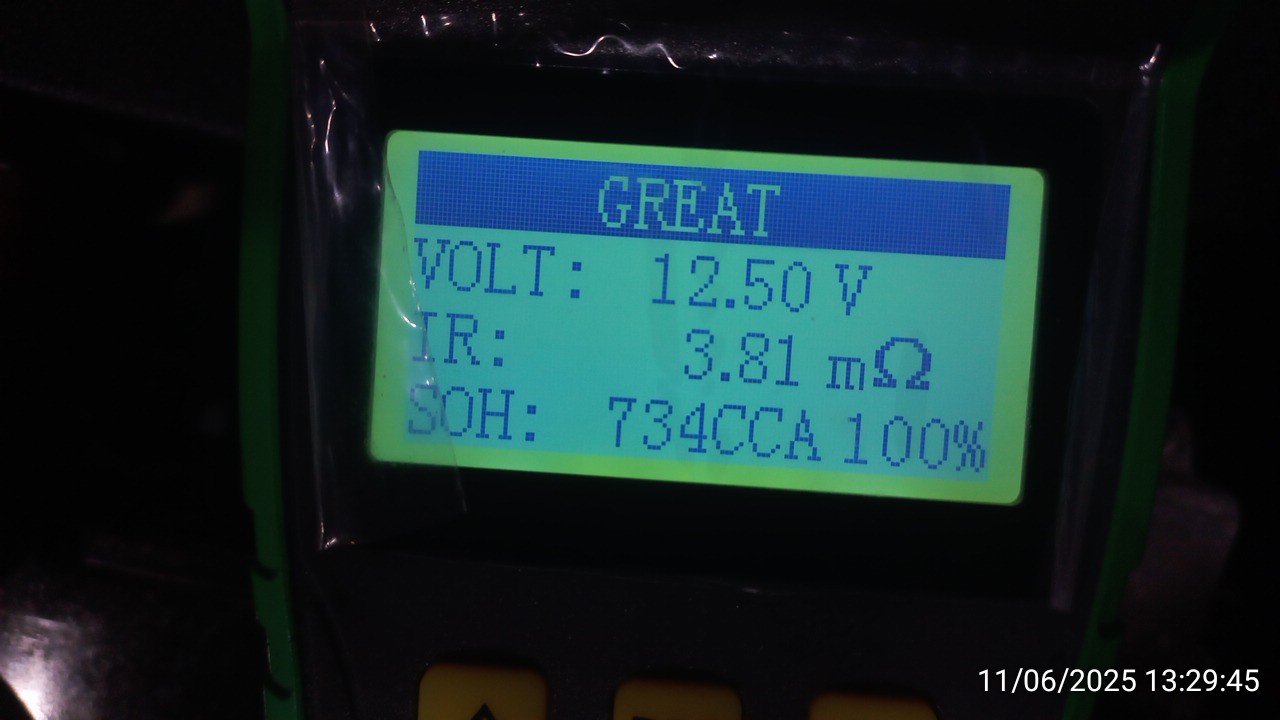 GREAT
VOLT: 12.50 V
IR: 3.81 mΩ
SOH: 734CCA 100%
11/06/2025 13:29:45